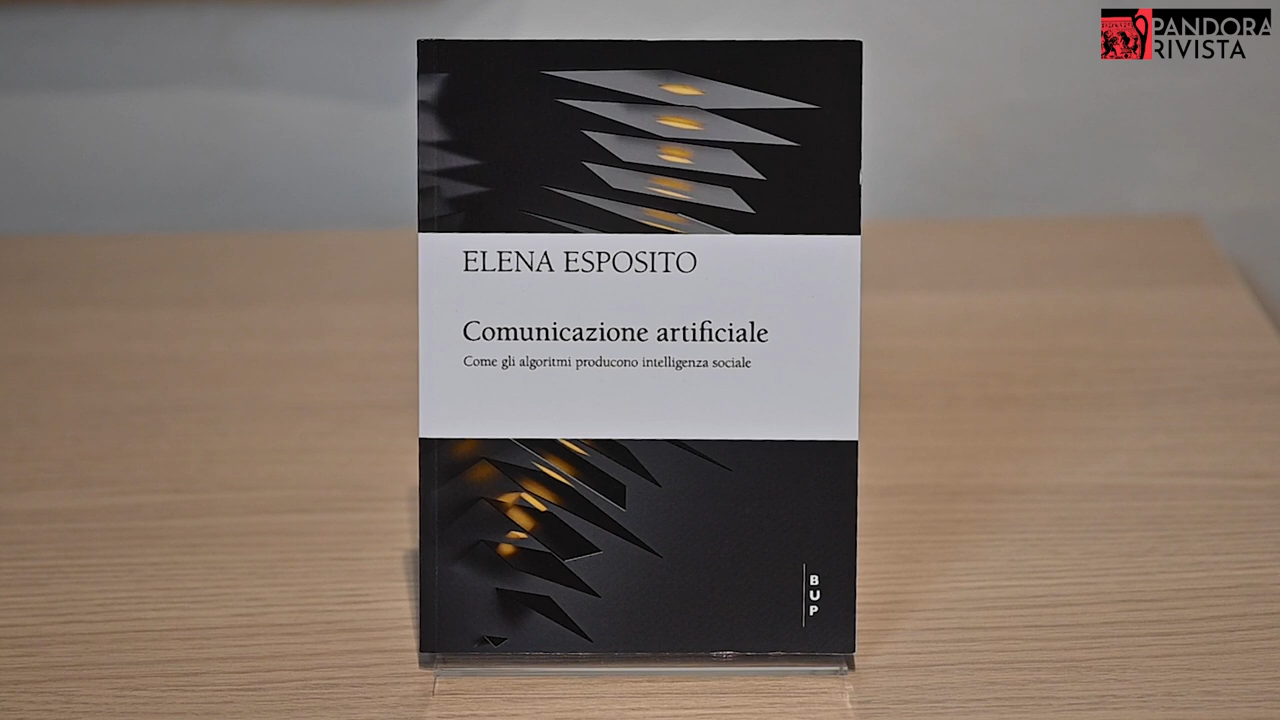 PANDORA
RIVISTA
ELENA ESPOSITO
Comunicazione artificiale
Come gli algoritmi producono intelligenza sociale
B
U
P